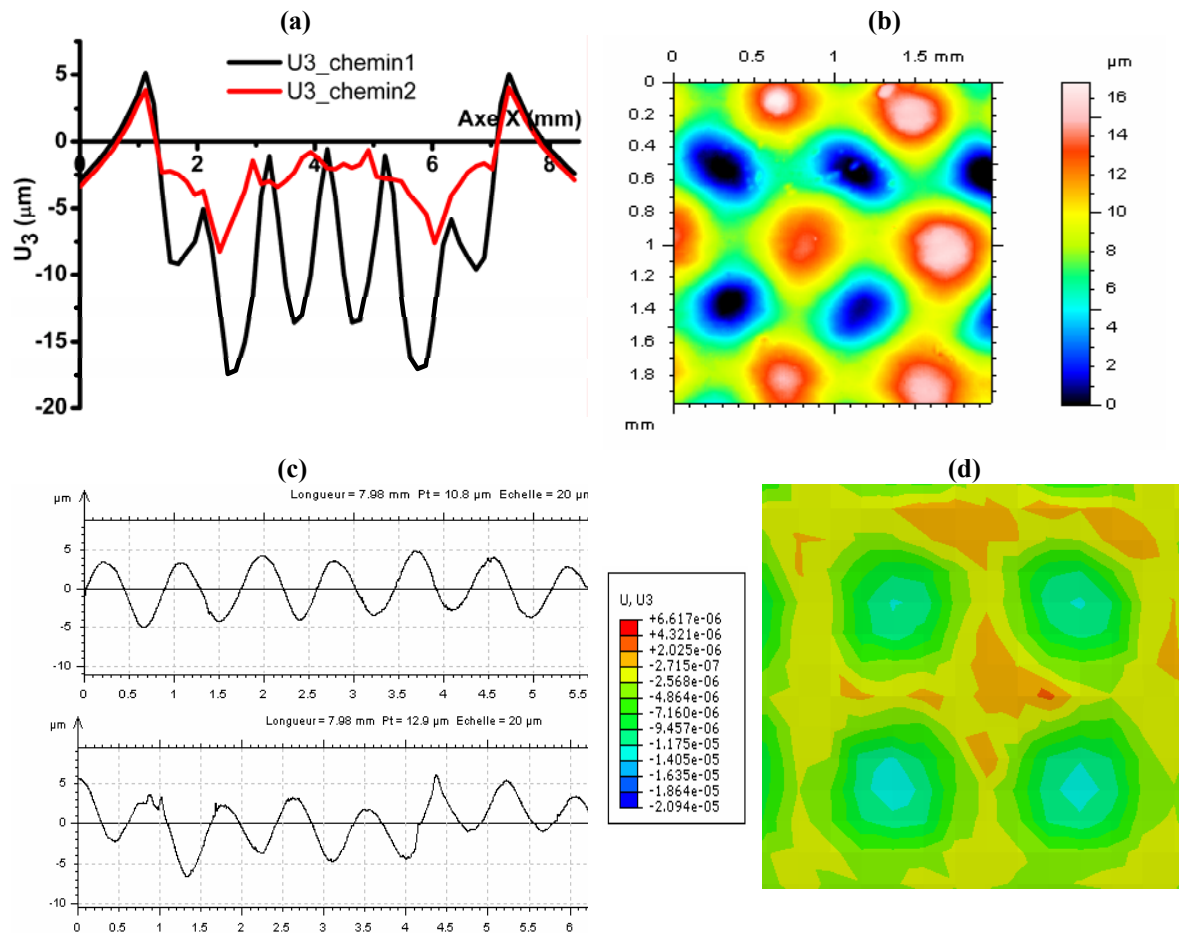 (a)
U3_chemin1
U3_chemin2
Axe X (mm)
U3 (µm)
5
0
-5
-10
-15
-20
0 2 4 6 8
(b)
0 1 1.5 mm
0
0.2
0.4
0.6
0.8
1
1.2
1.4
1.6
1.8
mm
µm
16
14
12
10
8
6
4
2
0
(c)
µm
Longueur = 7.98 mm Pt = 10.8 µm Echelle = 20 µm
5
0
-5
-10
0 0.5 1 1.5 2 2.5 3 3.5 4 4.5 5 5.5
µm
Longueur = 7.98 mm Pt = 12.9 µm Echelle = 20 µm
5
0
-5
-10
0 0.5 1 1.5 2 2.5 3 3.5 4 4.5 5 5.5 6
(d)
U, U3
+6.617e-06
+4.321e-06
+2.025e-06
-2.715e-07
-2.568e-06
-4.864e-06
-7.160e-06
-9.457e-06
-1.175e-05
-1.405e-05
-1.635e-05
-1.864e-05
-2.094e-05